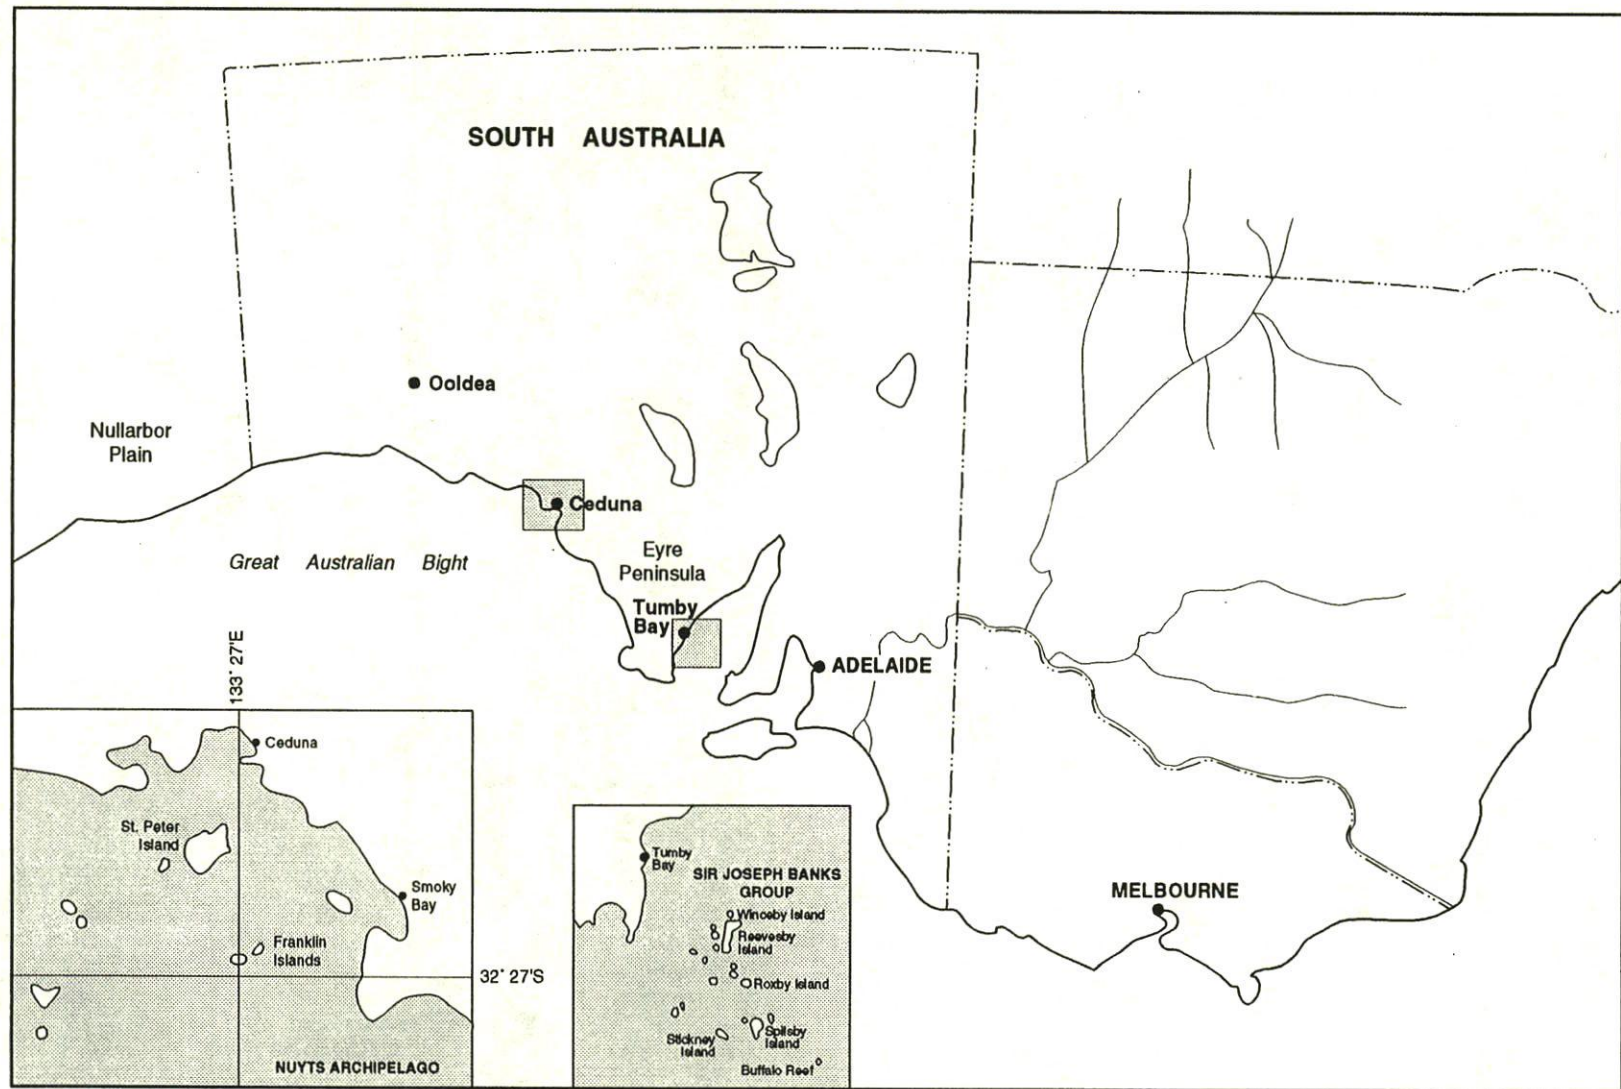 SOUTH AUSTRALIA
Ooldea
Nullarbor
Plain
Ceduna
Great Australian Bight
Eyre
Peninsula
Tumby
Bay
ADELAIDE
MELBOURNE
133° 27'E
Ceduna
St. Peter
Island
Smoky
Bay
Franklin
Islands
32° 27'S
NUYTS ARCHIPELAGO
Tumby
Bay
SIR JOSEPH BANKS
GROUP
Winceby Island
Reevesby
Island
Roxby Island
Stickney
Island
Spilsby
Island
Buffalo Reef